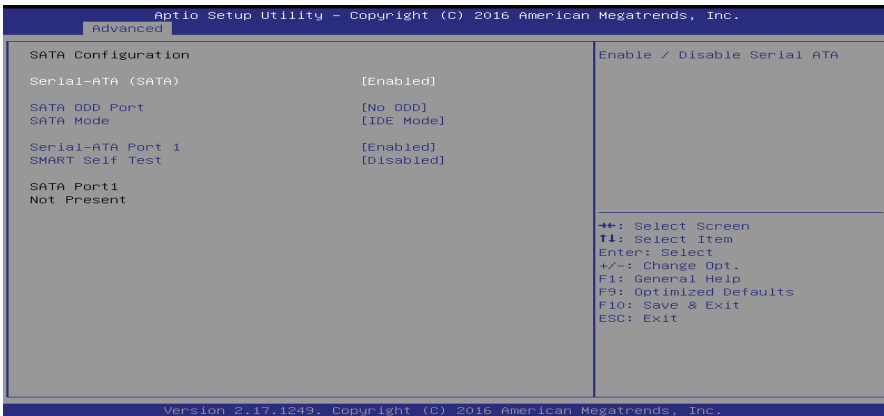 Aptio Setup Utility – Copyright (C) 2016 American Megatrends, Inc.
Advanced
SATA Configuration
Serial-ATA (SATA) [Enabled]
SATA ODD Port [No ODD]
SATA Mode [IDE Mode]
Serial-ATA Port 1 [Enabled]
SMART Self Test [Disabled]
SATA Port1
Not Present
Enable / Disable Serial ATA
→←: Select Screen
↑↓: Select Item
Enter: Select
+/-: Change Opt.
F1: General Help
F9: Optimized Defaults
F10: Save & Exit
ESC: Exit
Version 2.17.1249. Copyright (C) 2016 American Megatrends, Inc.